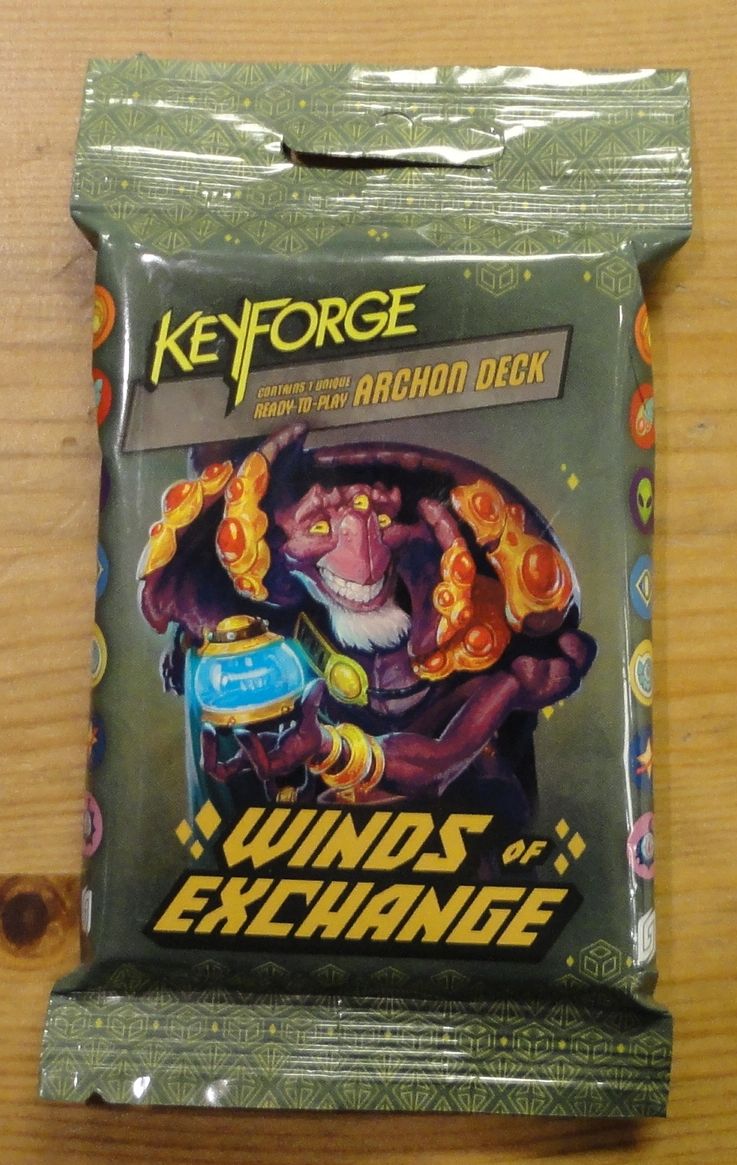 KEYFORGE
CONTAINS 1 UNIQUE
READY-TO-PLAY ARCHON DECK
WINDS OF
EXCHANGE